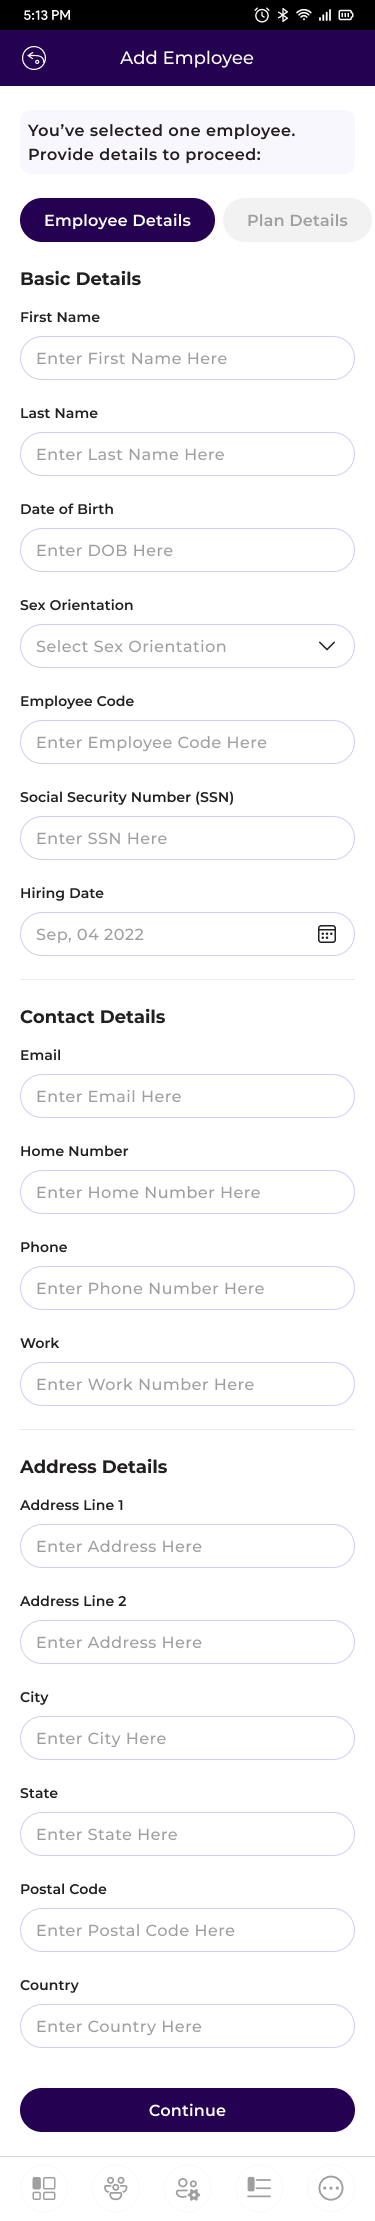 5:13 PM
Add Employee
You’ve selected one employee.
Provide details to proceed:
Employee Details
Plan Details
Basic Details
First Name
Enter First Name Here
Last Name
Enter Last Name Here
Date of Birth
Enter DOB Here
Sex Orientation
Select Sex Orientation
Employee Code
Enter Employee Code Here
Social Security Number (SSN)
Enter SSN Here
Hiring Date
Sep, 04 2022
Contact Details
Email
Enter Email Here
Home Number
Enter Home Number Here
Phone
Enter Phone Number Here
Work
Enter Work Number Here
Address Details
Address Line 1
Enter Address Here
Address Line 2
Enter Address Here
City
Enter City Here
State
Enter State Here
Postal Code
Enter Postal Code Here
Country
Enter Country Here
Continue